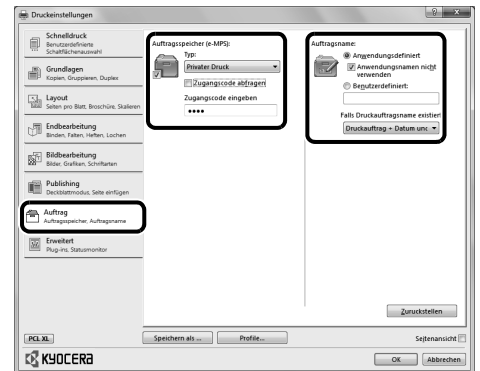 Druckeinstellungen
Schnelldruck
Benutzerdefinierte
Schaltflächenauswahl
Grundlagen
Kopien, Gruppieren, Duplex
Layout
Seiten pro Blatt, Broschüre, Skalieren
Endbearbeitung
Binden, Falten, Heften, Lochen
Bildbearbeitung
Grafiken, Schriftarten
Publishing
Deckblattmodus, Seite einfügen
Auftrag
Auftragsspeicher, Auftragsname
Erweitert
Plug-ins, Statusmonitor
Auftragsspeicher (e-MPS):
Typ:
Privater Druck
Zugangscode abfragen
Zugangscode eingeben
••••
Auftragsname:
Anwendungsdefiniert
Anwendungsnamen nicht
verwenden
Benutzerdefiniert:
Falls Druckauftragsname existiert
Druckauftrag + Datum unc
Zurückstellen
PCL XL
Speichern als ...
Profile...
Seitenansicht
KYOCERA
OK
Abbrechen